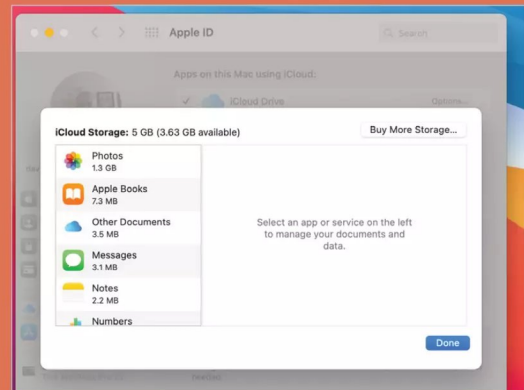 Apple ID
Search
Apps on this Mac using iCloud:
iCloud Drive
Options...
iCloud Storage: 5 GB (3.63 GB available)
Buy More Storage...
Photos
1.3 GB
Apple Books
7.3 MB
Other Documents
3.5 MB
Messages
3.1 MB
Notes
2.2 MB
Numbers
Select an app or service on the left
to manage your documents and
data.
Done